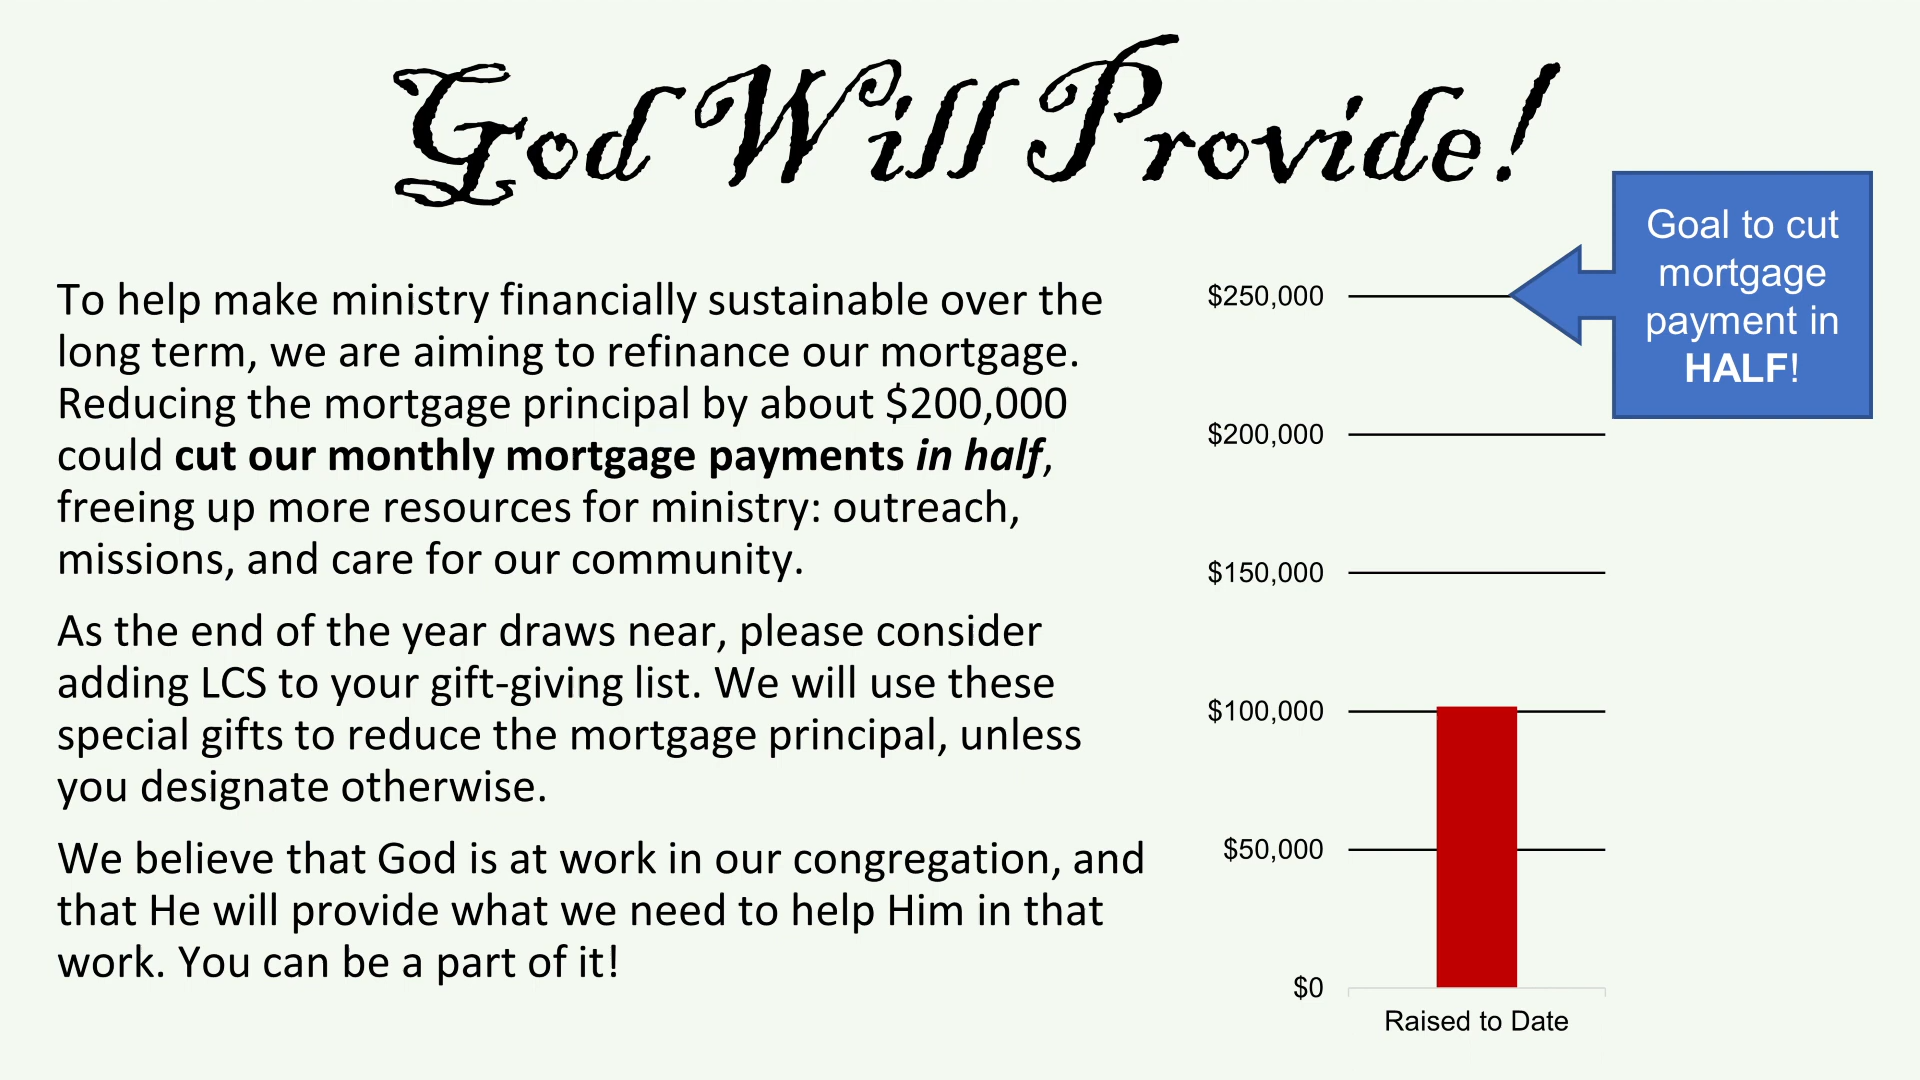 God Will Provide!
To help make ministry financially sustainable over the
long term, we are aiming to refinance our mortgage.
Reducing the mortgage principal by about $200,000
could cut our monthly mortgage payments in half,
freeing up more resources for ministry: outreach,
missions, and care for our community.
As the end of the year draws near, please consider
adding LCS to your gift-giving list. We will use these
special gifts to reduce the mortgage principal, unless
you designate otherwise.
We believe that God is at work in our congregation, and
that He will provide what we need to help Him in that
work. You can be a part of it!
Goal to cut
mortgage
payment in
HALF!
$250,000
$200,000
$150,000
$100,000
$50,000
$0
Raised to Date